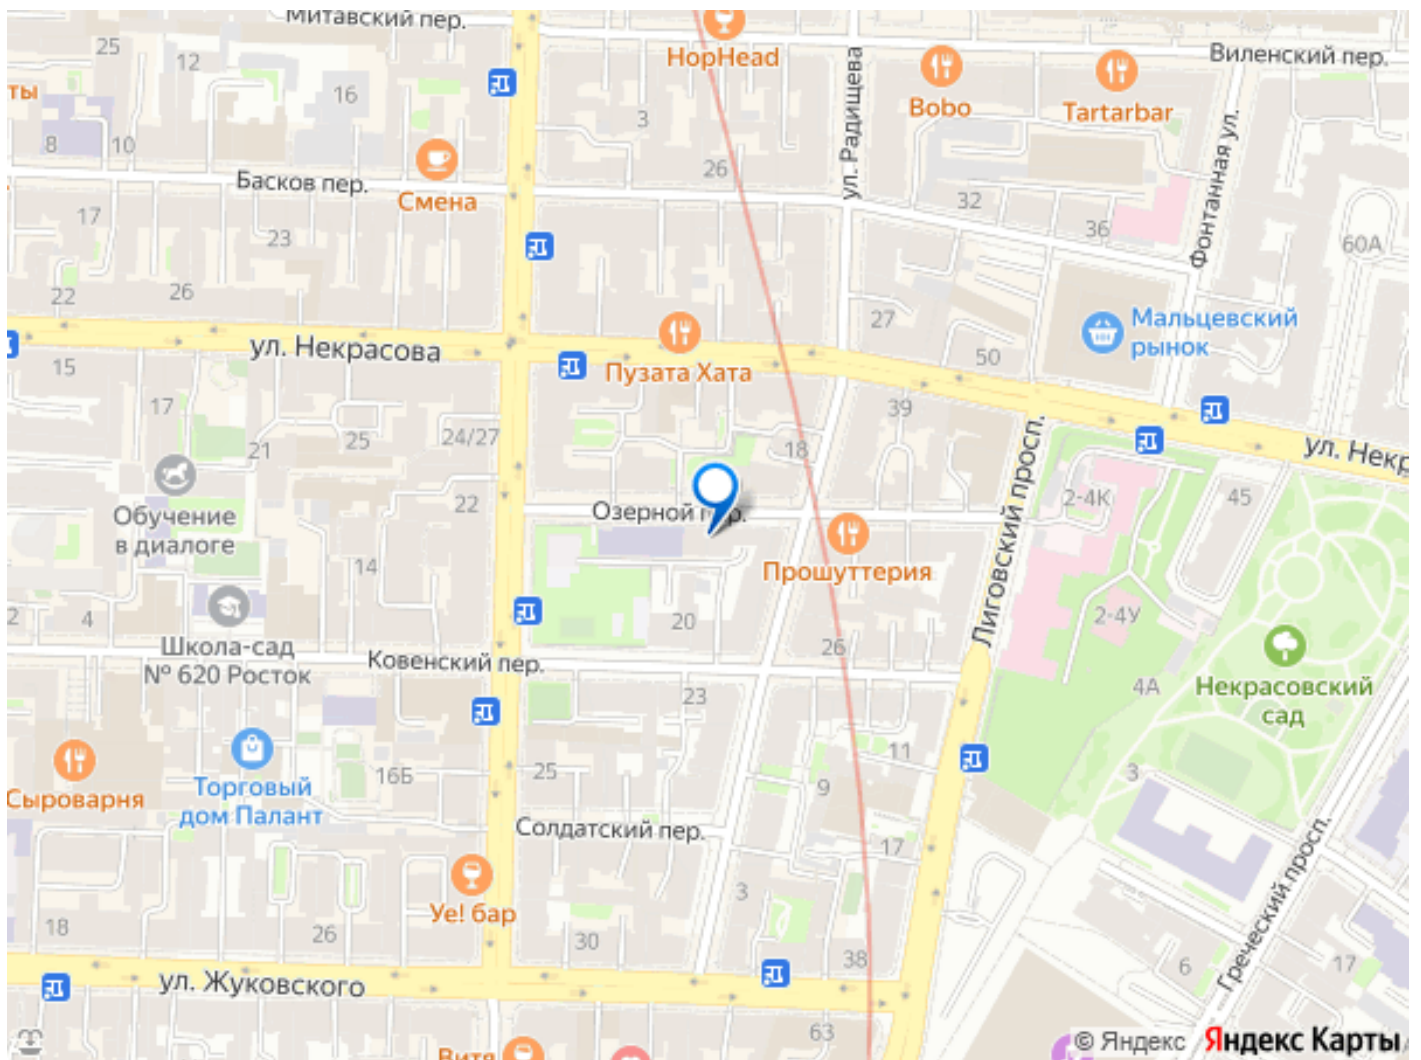 Митавский пер.
HopHead
Виленский пер.
25
12
16
ты
3
ул. Радищева
Bobo
Tartarbar
Фонтанная ул.
8
10
26
Басков пер.
Смена
32
36
60А
17
23
22
26
27
Мальцевский
рынок
ул. Некрасова
15
Пузата Хата
50
17
39
21
25
24/27
18
ул. Некр
22
Лиговский просп.
2-4К
45
Обучение
в диалоге
Озерной пер.
Прошуттерия
14
2
4
20
26
2-4У
Школа-сад
№ 620 Росток
Ковенский пер.
23
4А
Некрасовский
сад
11
Сыроварня
Торговый
дом Палант
16Б
25
9
3
Солдатский пер.
17
Греческий просп.
3
Уе! бар
18
26
30
38
6
17
ул. Жуковского
63
Витя
© Яндекс
Яндекс Карты